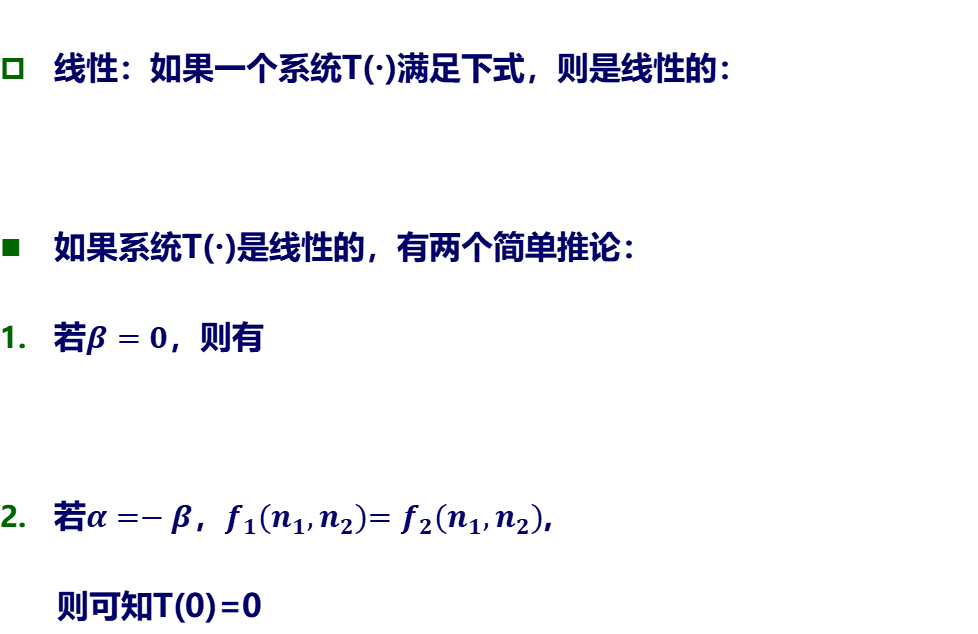 线性：如果一个系统T(·)满足下式，则是线性的：
如果系统T(·)是线性的，有两个简单推论：
1. 若β = 0，则有
2. 若α =− β，f₁(n₁, n₂)= f₂(n₁, n₂),
则可知T(0)=0